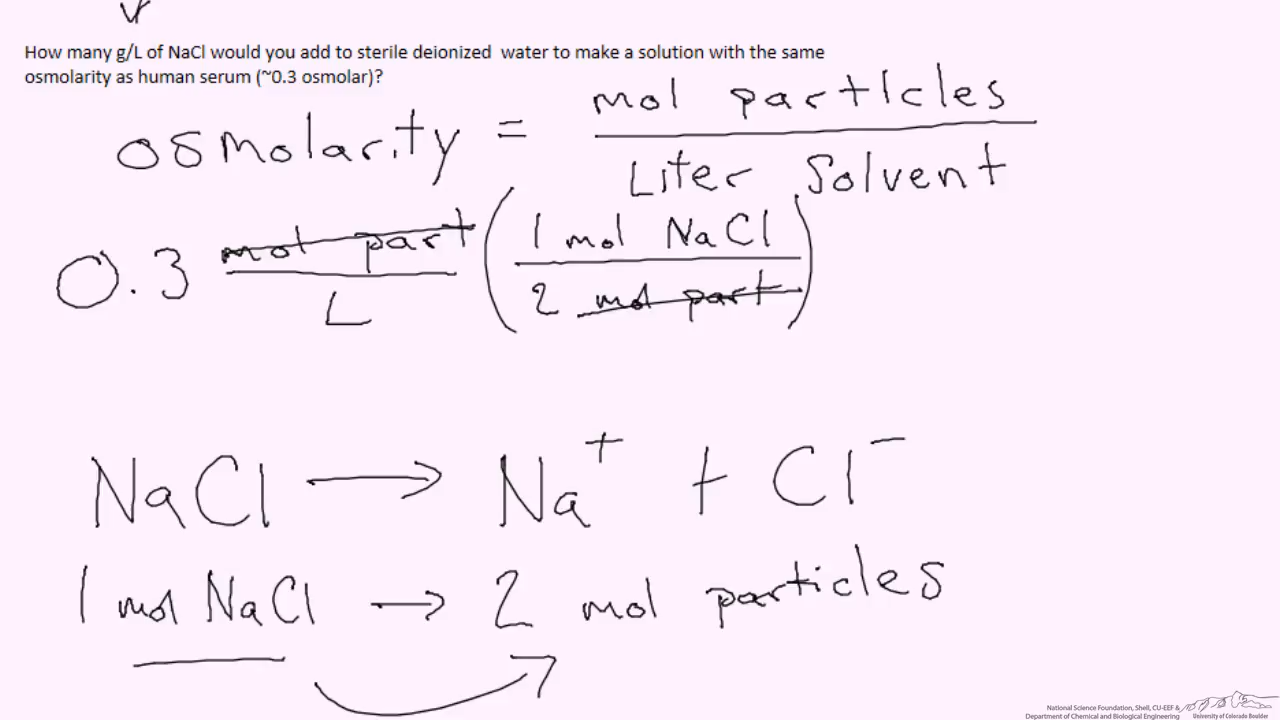 How many g/L of NaCl would you add to sterile deionized water to make a solution with the same
osmolarity as human serum (~0.3 osmolar)?
osmolarity = mol particles / Liter Solvent
0.3 mol part / L (1 mol NaCl / 2 mol part)
NaCl → Na⁺ + Cl⁻
1 mol NaCl → 2 mol particles
National Science Foundation, Shell, CU-EEF &
Department of Chemical and Biological Engineering
University of Colorado Boulder